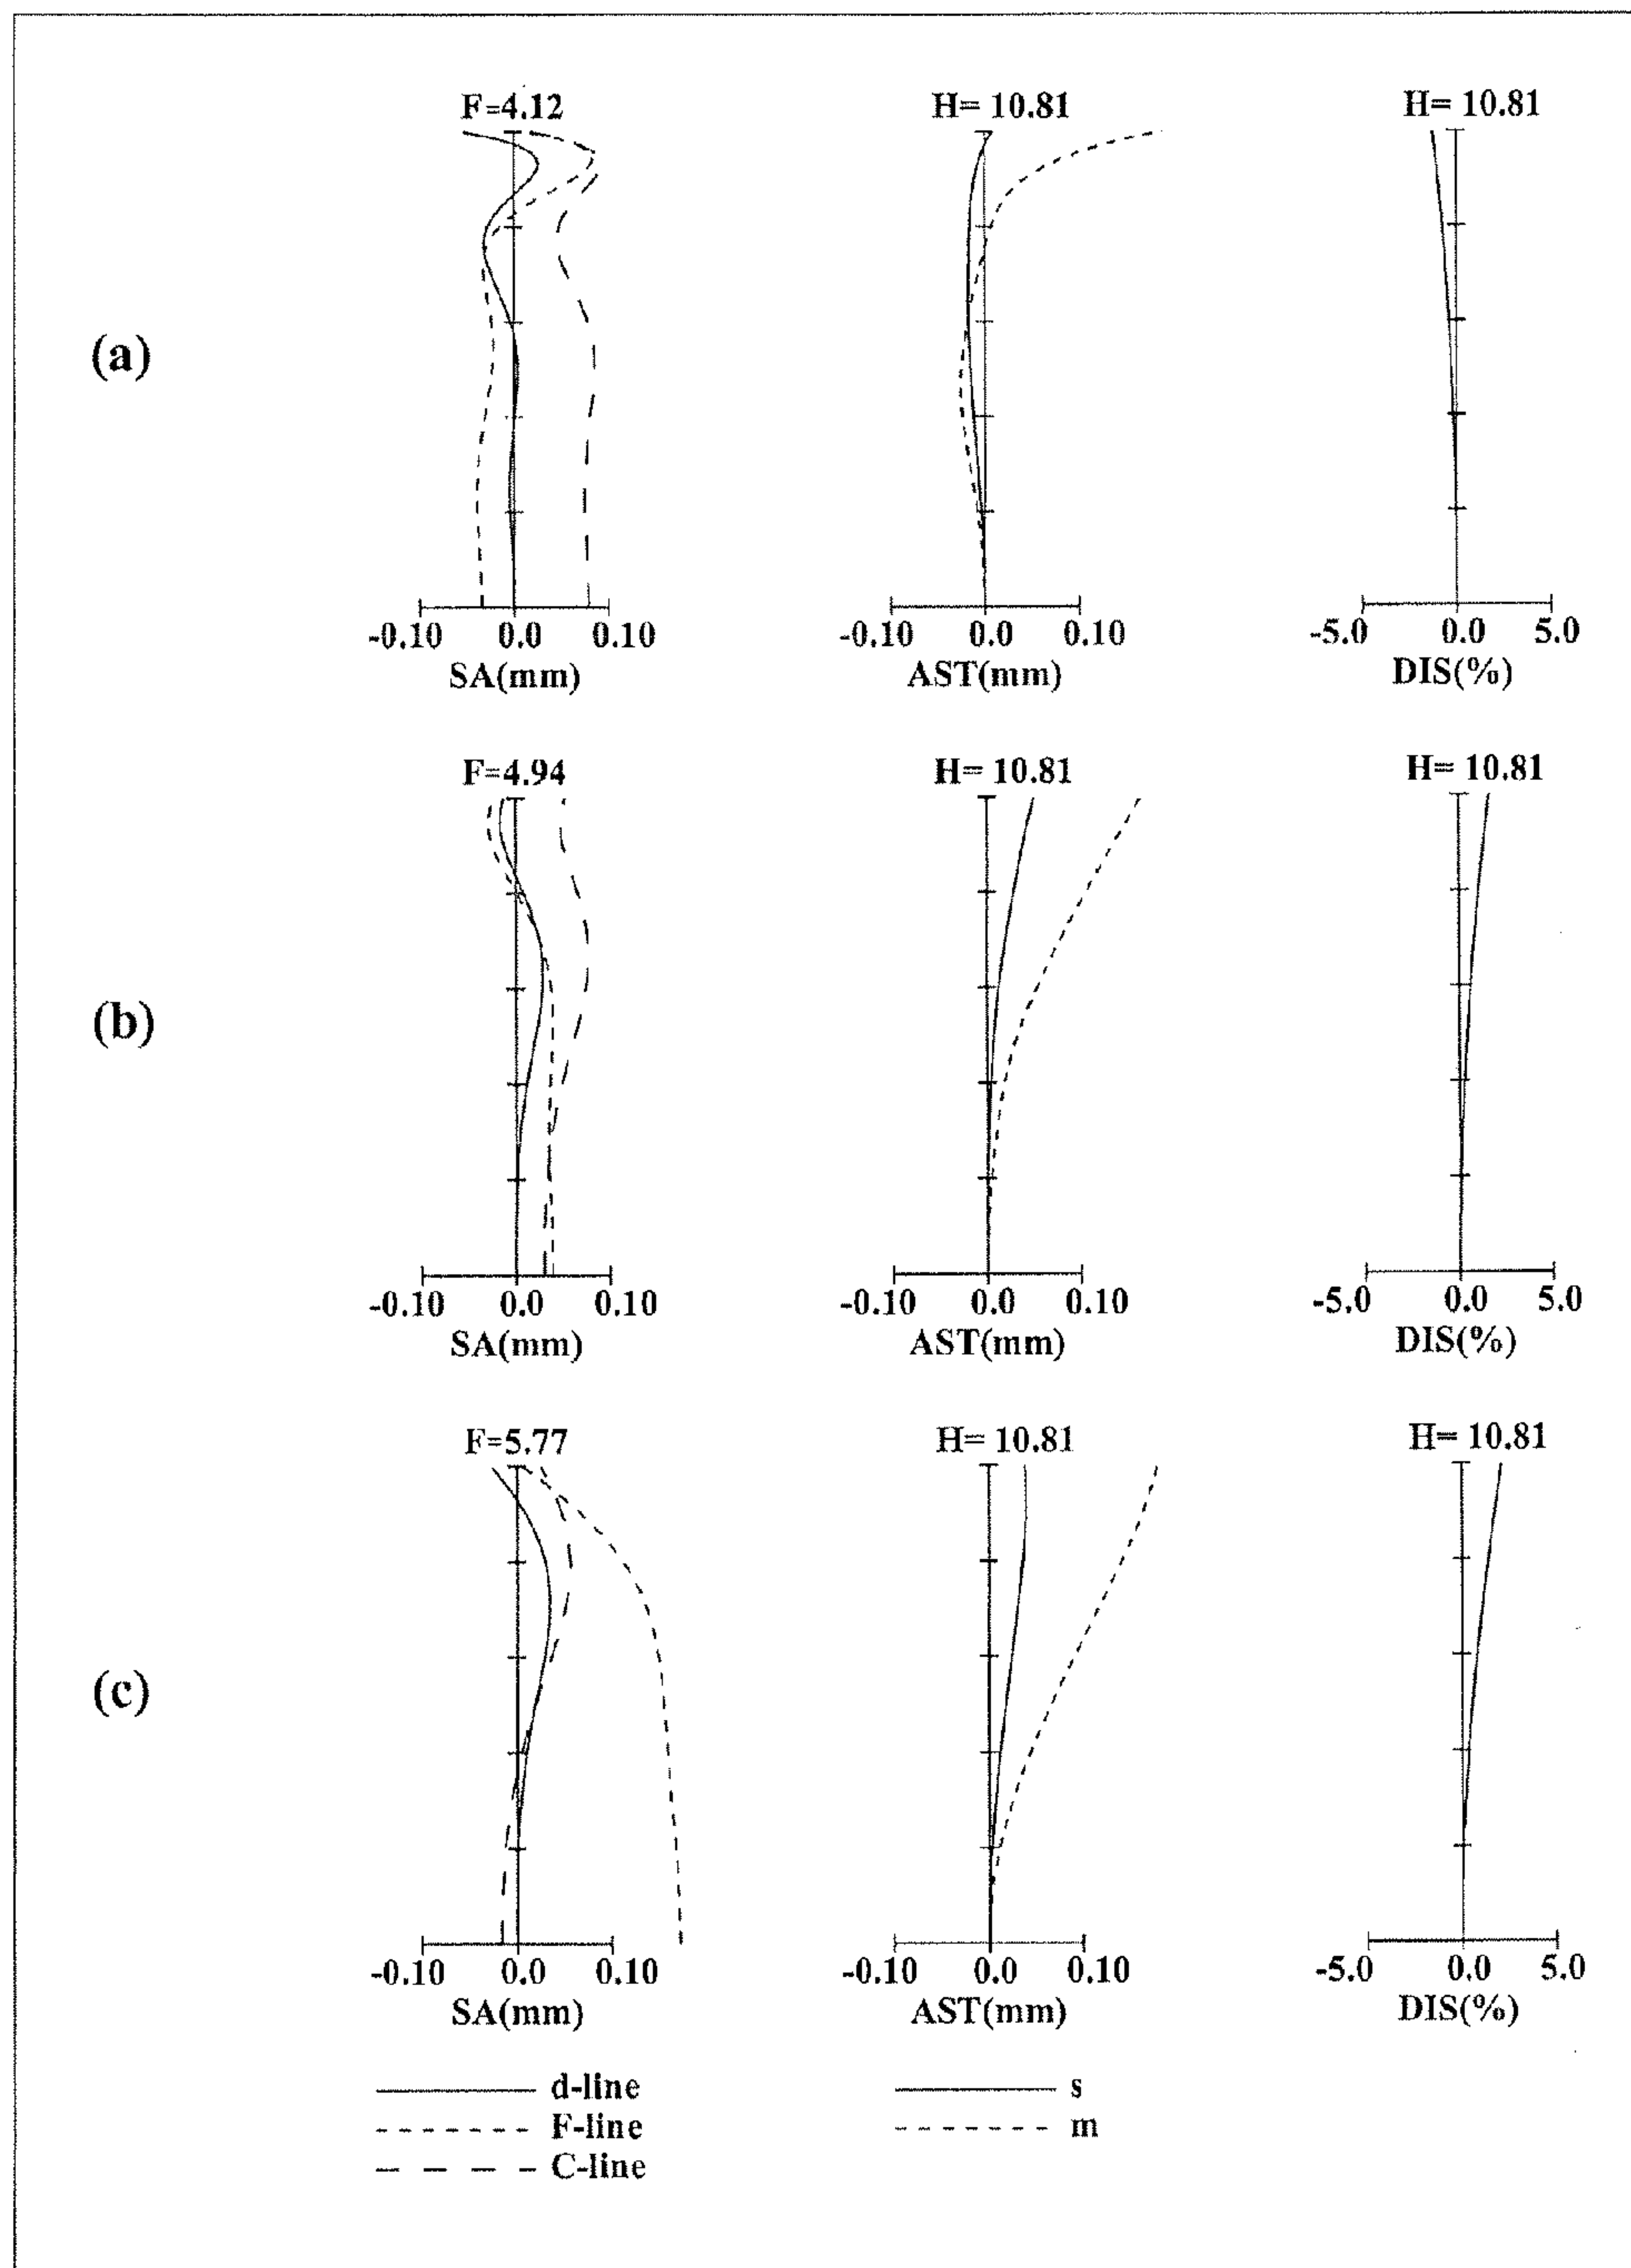 F=4.12 H= 10.81 H= 10.81
(a)
-0.10 0.0 0.10 -0.10 0.0 0.10 -5.0 0.0 5.0
SA(mm) AST(mm) DIS(%)
F=4.94 H= 10.81 H= 10.81
(b)
-0.10 0.0 0.10 -0.10 0.0 0.10 -5.0 0.0 5.0
SA(mm) AST(mm) DIS(%)
F=5.77 H= 10.81 H= 10.81
(c)
-0.10 0.0 0.10 -0.10 0.0 0.10 -5.0 0.0 5.0
SA(mm) AST(mm) DIS(%)
d-line s
F-line m
C-line